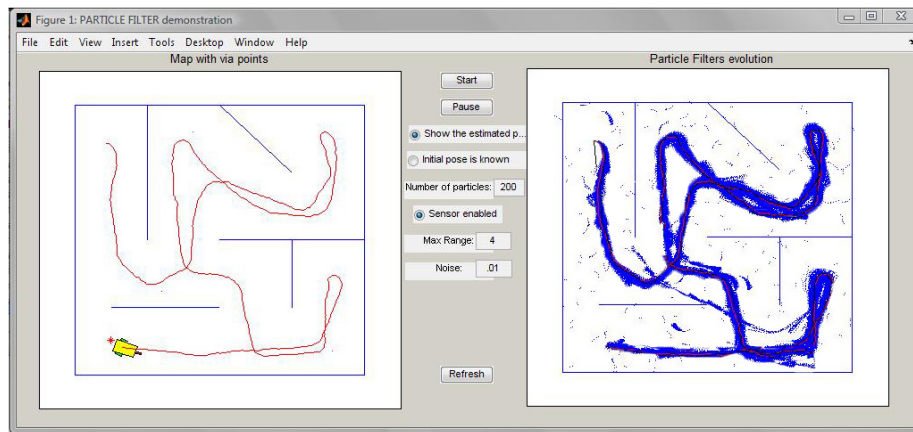 Figure 1: PARTICLE FILTER demonstration
File Edit View Insert Tools Desktop Window Help
Map with via points
Start
Pause
Show the estimated p...
Initial pose is known
Number of particles: 200
Sensor enabled
Max Range: 4
Noise: .01
Refresh
Particle Filters evolution